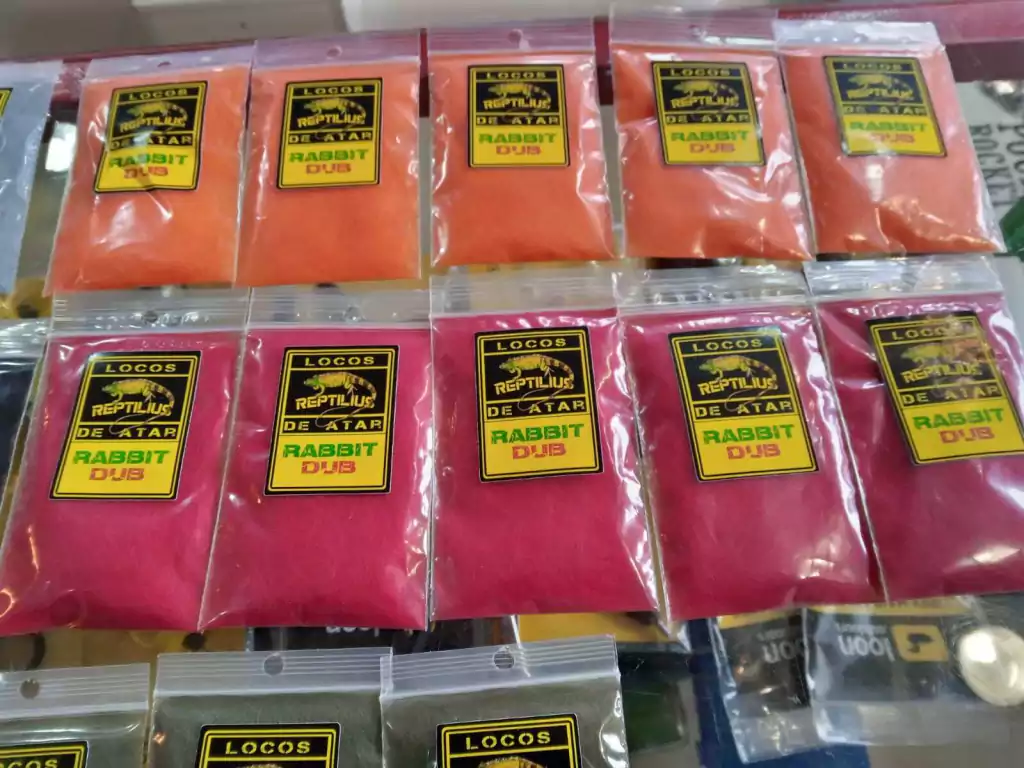 LOCOS
REPTILIUS
DE ATAR
RABBIT
DUB
LOCOS
REPTILIUS
DE ATAR
RABBIT
DUB
LOCOS
REPTILIUS
DE ATAR
RABBIT
DUB
LOCOS
REPTILIUS
DE ATAR
RABBIT
DUB
LOCOS
REPTILIUS
DE ATAR
RABBIT
DUB
LOCOS
REPTILIUS
DE ATAR
RABBIT
DUB
LOCOS
REPTILIUS
DE ATAR
RABBIT
DUB
LOCOS
REPTILIUS
DE ATAR
RABBIT
DUB
LOCOS
REPTILIUS
DE ATAR
RABBIT
DUB
LOCOS
REPTILIUS
DE ATAR
RABBIT
DUB
loon
LOCOS
LOCOS